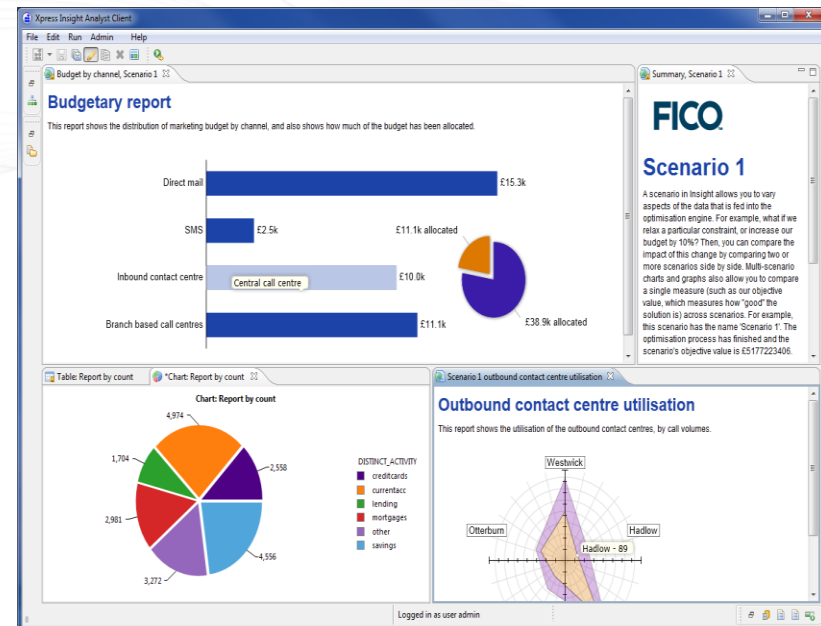 Xpress Insight Analyst Client
File Edit Run Admin Help
Budget by channel, Scenario 1
Budgetary report
This report shows the distribution of marketing budget by channel, and also shows how much of the budget has been allocated.
Direct mail
£15.3k
SMS
£2.5k
£11.1k allocated
Inbound contact centre
Central call centre
£10.0k
Branch based call centres
£11.1k
£38.9k allocated
Summary, Scenario 1
FICO
Scenario 1
A scenario in Insight allows you to vary
aspects of the data that is fed into the
optimisation engine. For example, what if we
relax a particular constraint, or increase our
budget by 10%? Then, you can compare the
impact of this change by comparing two or
more scenarios side by side. Multi-scenario
charts and graphs also allow you to compare
a single measure (such as our objective
value, which measures how "good" the
solution is) across scenarios. For example,
this scenario has the name 'Scenario 1'. The
optimisation process has finished and the
scenario's objective value is £5177223406.
Table: Report by count
*Chart: Report by count
Chart: Report by count
4,974
2,558
1,704
2,981
3,272
4,556
DISTINCT_ACTIVITY
creditcards
currentacc
lending
mortgages
other
savings
Scenario 1 outbound contact centre utilisation
Outbound contact centre utilisation
This report shows the utilisation of the outbound contact centres, by call volumes.
Westwick
Otterburn
Hadlow
Hadlow - 89
Logged in as user admin